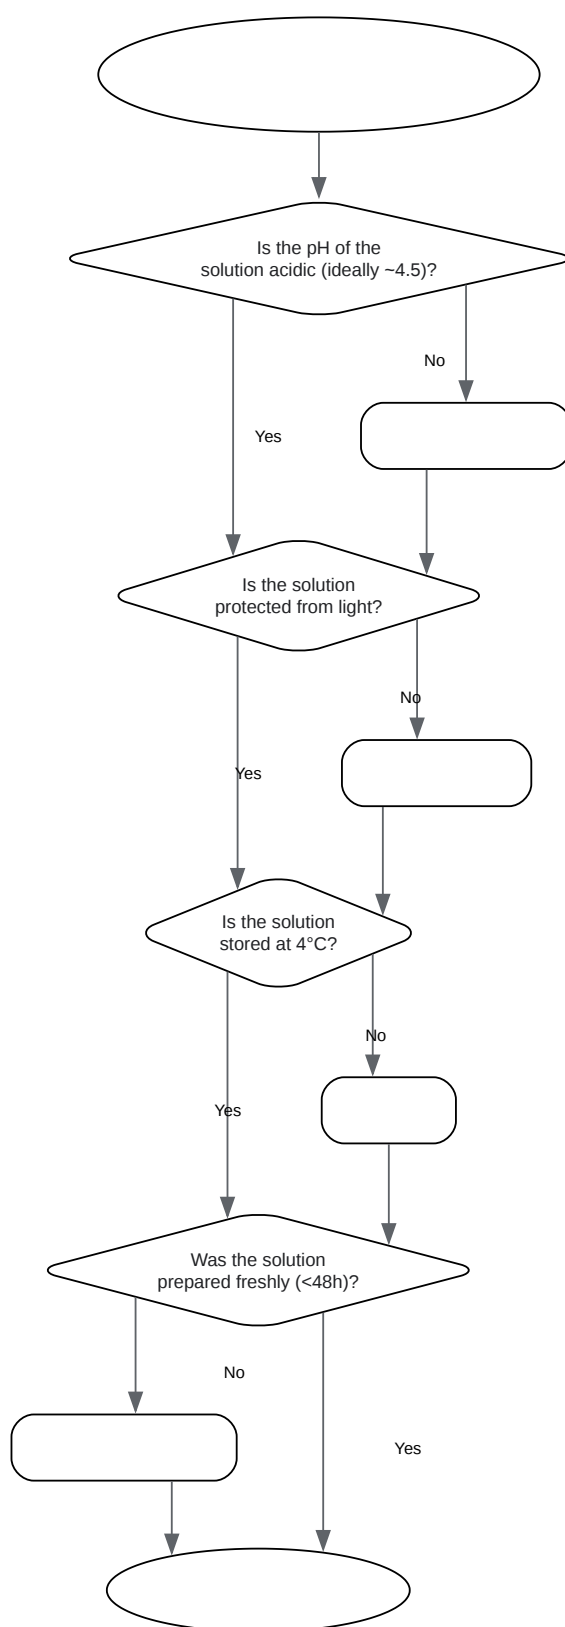 Is the pH of the
solution acidic (ideally ~4.5)?
No
Yes
Is the solution
protected from light?
No
Yes
Is the solution
stored at 4°C?
No
Yes
Was the solution
prepared freshly (<48h)?
No
Yes